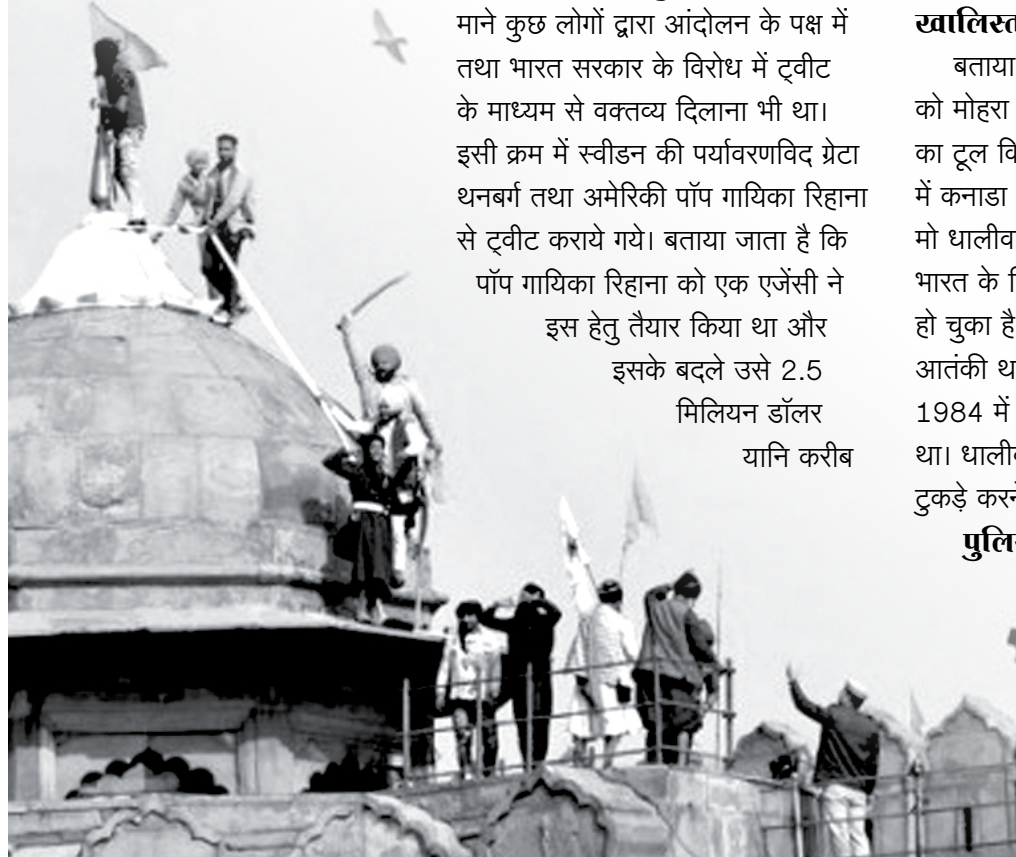 माने कुछ लोगों द्वारा आंदोलन के पक्ष में
तथा भारत सरकार के विरोध में ट्वीट
के माध्यम से वक्तव्य दिलाना भी था।
इसी क्रम में स्वीडन की पर्यावरणविद ग्रेटा
थनबर्ग तथा अमेरिकी पॉप गायिका रिहाना
से ट्वीट कराये गये। बताया जाता है कि
पॉप गायिका रिहाना को एक एजेंसी ने
इस हेतु तैयार किया था और
इसके बदले उसे 2.5
मिलियन डॉलर
यानि करीब
बताया
को मोहरा
का टूल
में कनाडा
मो
भारत के
हो चुका है
आतंकी
1984 में
था।
टुकड़े